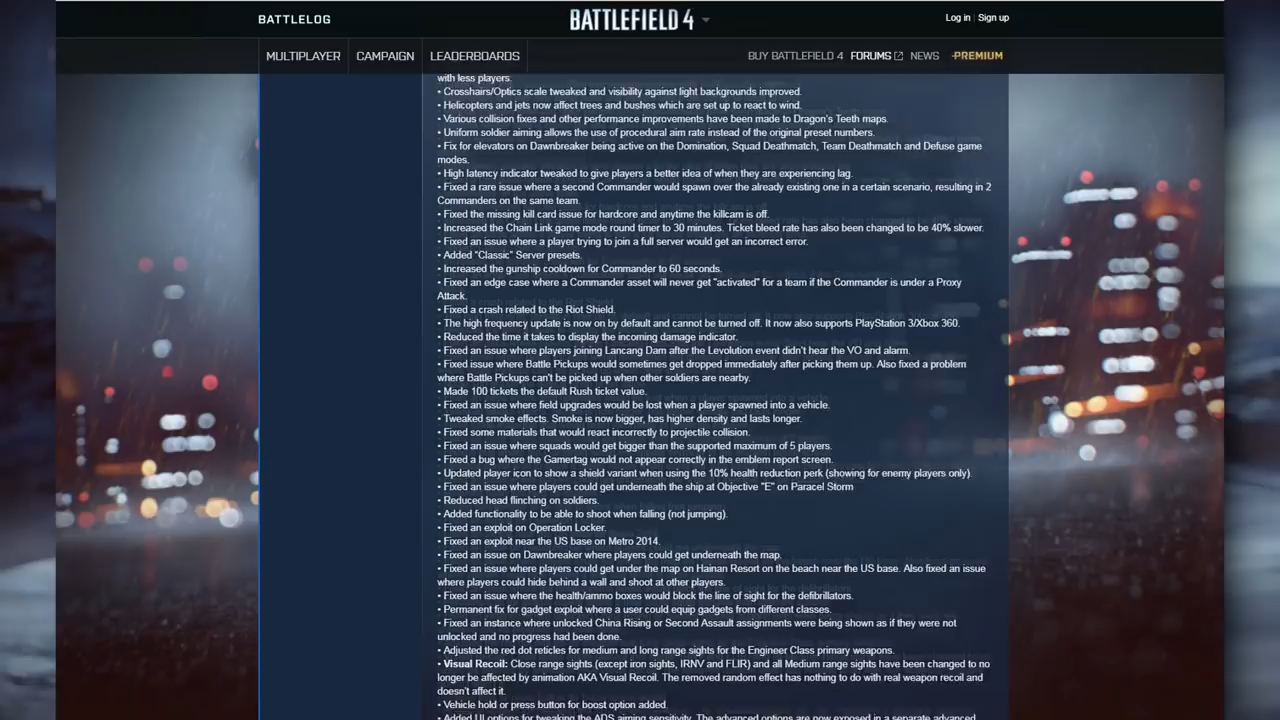 BATTLELOG
BATTLEFIELD 4
Log in | Sign up
MULTIPLAYER
CAMPAIGN
LEADERBOARDS
BUY BATTLEFIELD 4
FORUMS
NEWS
PREMIUM
with less players.
• Crosshairs/Optics scale tweaked and visibility against light backgrounds improved.
• Helicopters and jets now affect trees and bushes which are set up to react to wind.
• Various collision fixes and other performance improvements have been made to Dragon's Teeth maps.
• Uniform soldier aiming allows the use of procedural aim rate instead of the original preset numbers.
• Fix for elevators on Dawnbreaker being active on the Domination, Squad Deathmatch, Team Deathmatch and Defuse game
modes.
• High latency indicator tweaked to give players a better idea of when they are experiencing lag.
• Fixed a rare issue where a second Commander would spawn over the already existing one in a certain scenario, resulting in 2
Commanders on the same team.
• Fixed the missing kill card issue for hardcore and anytime the killcam is off.
• Increased the Chain Link game mode round timer to 30 minutes. Ticket bleed rate has also been changed to be 40% slower.
• Fixed an issue where a player trying to join a full server would get an incorrect error.
• Added "Classic" Server presets.
• Increased the gunship cooldown for Commander to 60 seconds.
• Fixed an edge case where a Commander asset will never get "activated" for a team if the Commander is under a Proxy
Attack.
• Fixed a crash related to the Riot Shield.
• The high frequency update is now on by default and cannot be turned off. It now also supports PlayStation 3/Xbox 360.
• Reduced the time it takes to display the incoming damage indicator.
• Fixed an issue where players joining Lancang Dam after the Levolution event didn't hear the VO and alarm.
• Fixed issue where Battle Pickups would sometimes get dropped immediately after picking them up. Also fixed a problem
where Battle Pickups can't be picked up when other soldiers are nearby.
• Made 100 tickets the default Rush ticket value.
• Fixed an issue where field upgrades would be lost when a player spawned into a vehicle.
• Tweaked smoke effects. Smoke is now bigger, has higher density and lasts longer.
• Fixed some materials that would react incorrectly to projectile collision.
• Fixed an issue where squads would get bigger than the supported maximum of 5 players.
• Fixed a bug where the Gamertag would not appear correctly in the emblem report screen.
• Updated player icon to show a shield variant when using the 10% health reduction perk (showing for enemy players only).
• Fixed an issue where players could get underneath the ship at Objective "E" on Paracel Storm
• Reduced head flinching on soldiers.
• Added functionality to be able to shoot when falling (not jumping).
• Fixed an exploit on Operation Locker.
• Fixed an exploit near the US base on Metro 2014.
• Fixed an issue on Dawnbreaker where players could get underneath the map.
• Fixed an issue where players could get under the map on Hainan Resort on the beach near the US base. Also fixed an issue
where players could hide behind a wall and shoot at other players.
• Fixed an issue where the health/ammo boxes would block the line of sight for the defibrillators.
• Permanent fix for gadget exploit where a user could equip gadgets from different classes.
• Fixed an instance where unlocked China Rising or Second Assault assignments were being shown as if they were not
unlocked and no progress had been done.
• Adjusted the red dot reticles for medium and long range sights for the Engineer Class primary weapons.
• Visual Recoil: Close range sights (except iron sights, IRNV and FLIR) and all Medium range sights have been changed to no
longer be affected by animation AKA Visual Recoil. The removed random effect has nothing to do with real weapon recoil and
doesn't affect it.
• Vehicle hold or press button for boost option added.
• Added UI options for tweaking the ADS aiming sensitivity. The advanced options are now exposed in a separate advanced